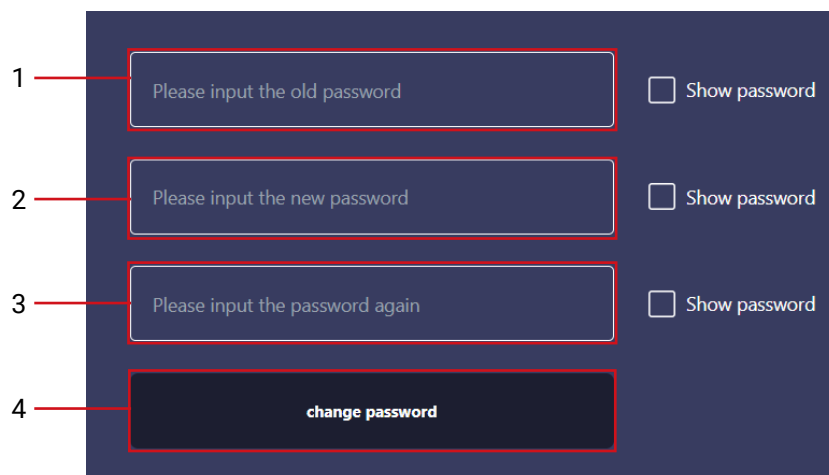 1 Please input the old password Show password
2 Please input the new password Show password
3 Please input the password again Show password
4 change password